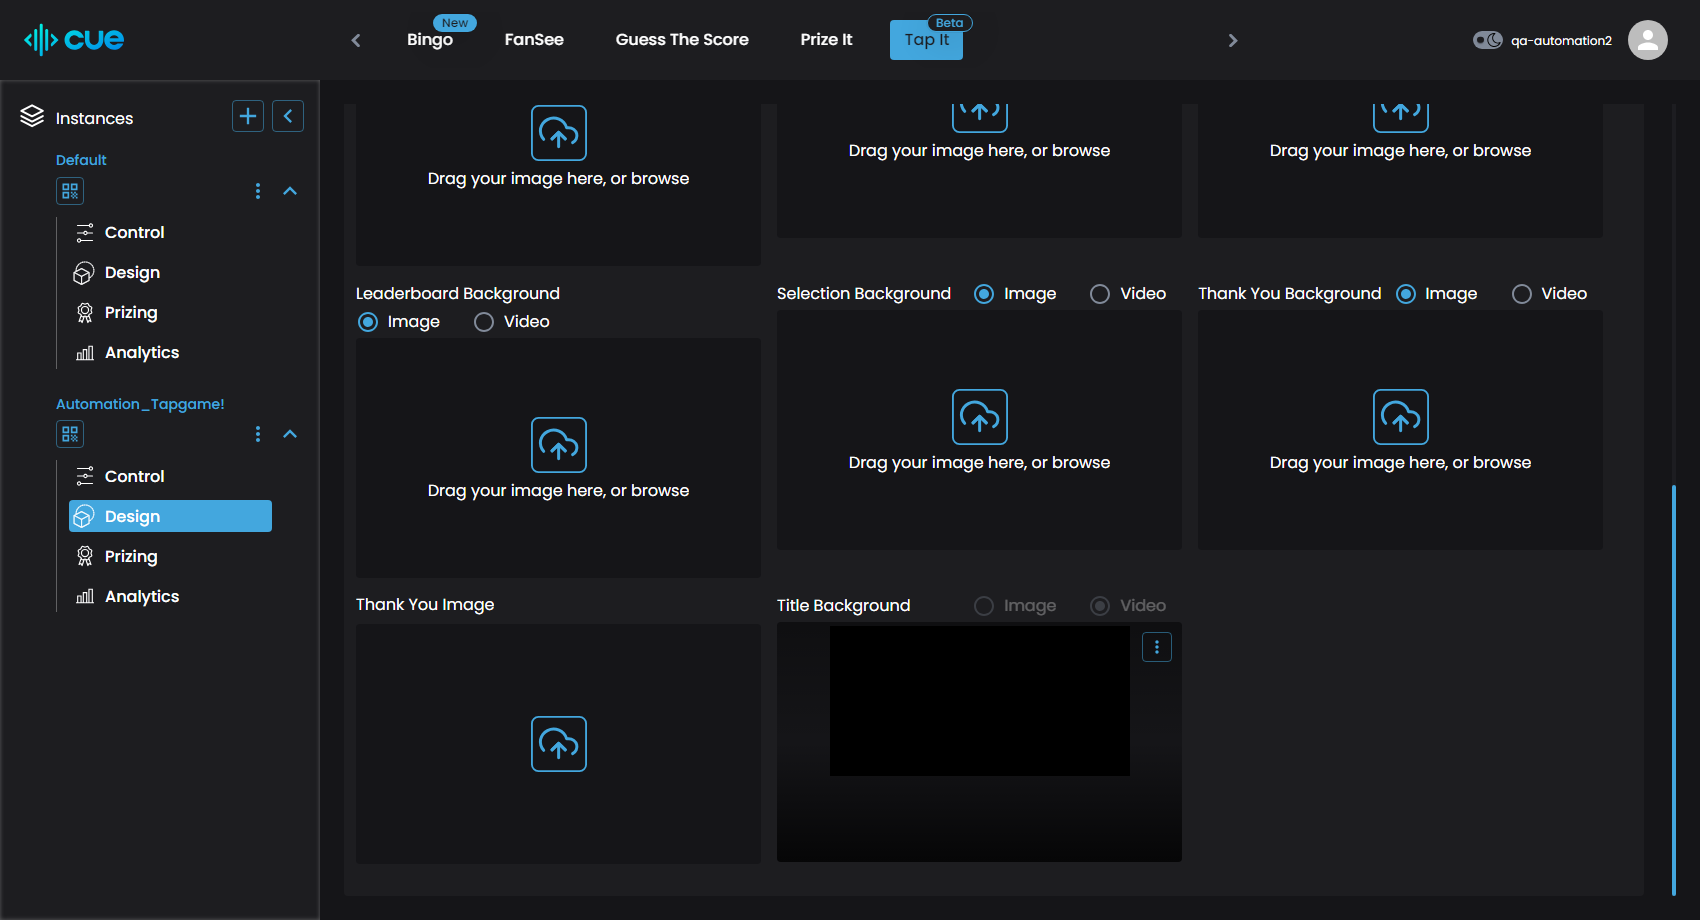 cue
New
Bingo
FanSee
Guess The Score
Prize It
Beta
Tap It
qa-automation2
Instances
Default
Control
Design
Prizing
Analytics
Automation_Tapgame!
Control
Design
Prizing
Analytics
Drag your image here, or browse
Drag your image here, or browse
Drag your image here, or browse
Leaderboard Background
Image Video
Drag your image here, or browse
Selection Background Image Video
Drag your image here, or browse
Thank You Background Image Video
Drag your image here, or browse
Thank You Image
Title Background Image Video